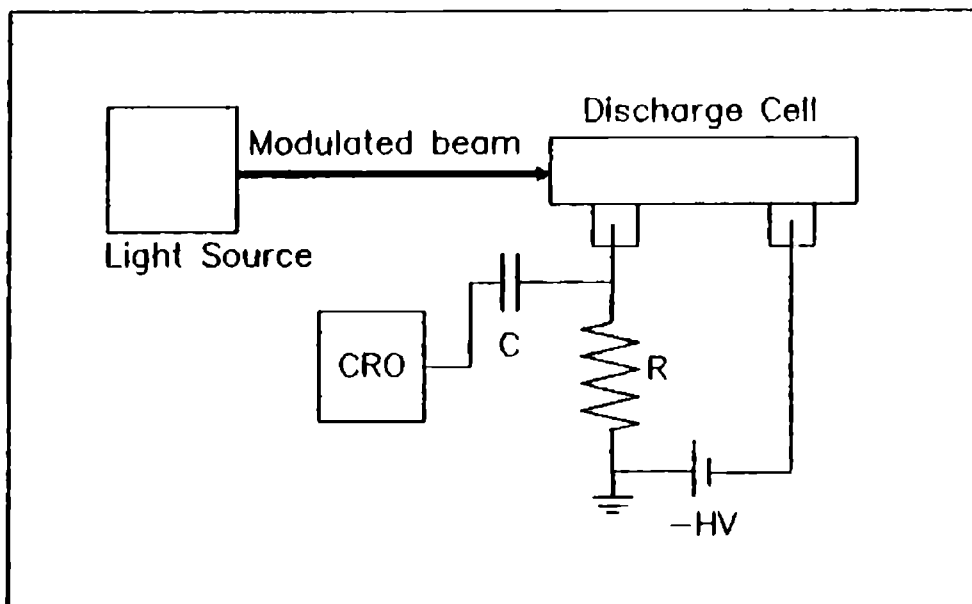 Discharge Cell
Modulated beam
Light Source
C
CRO
R
-HV